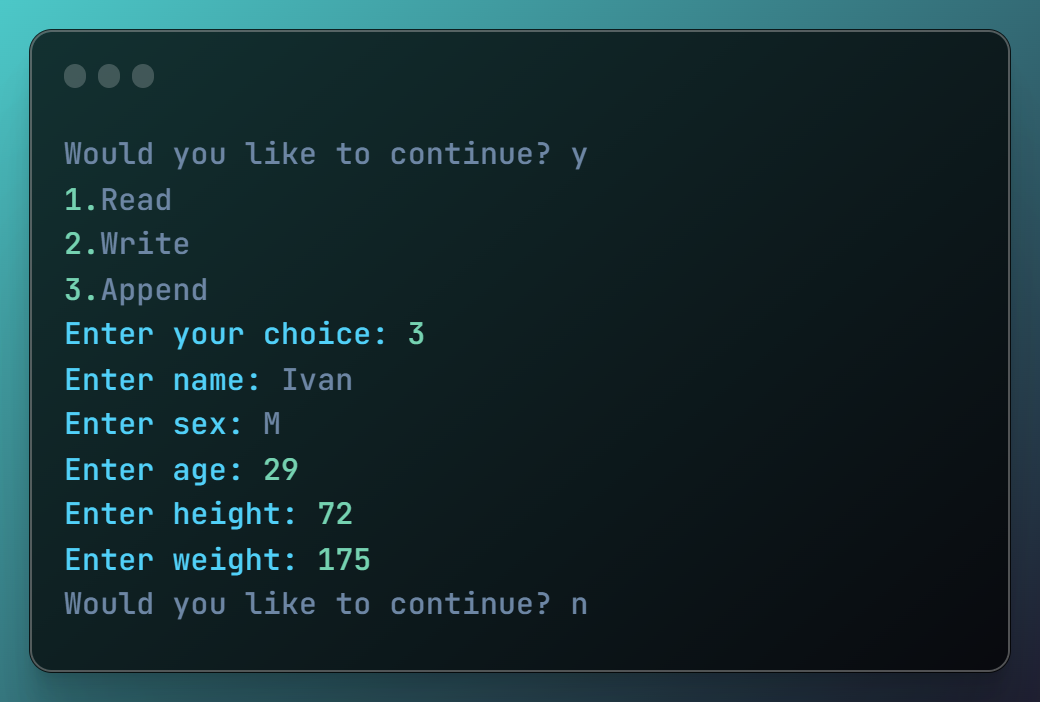 Would you like to continue? y
1.Read
2.Write
3.Append
Enter your choice: 3
Enter name: Ivan
Enter sex: M
Enter age: 29
Enter height: 72
Enter weight: 175
Would you like to continue? n